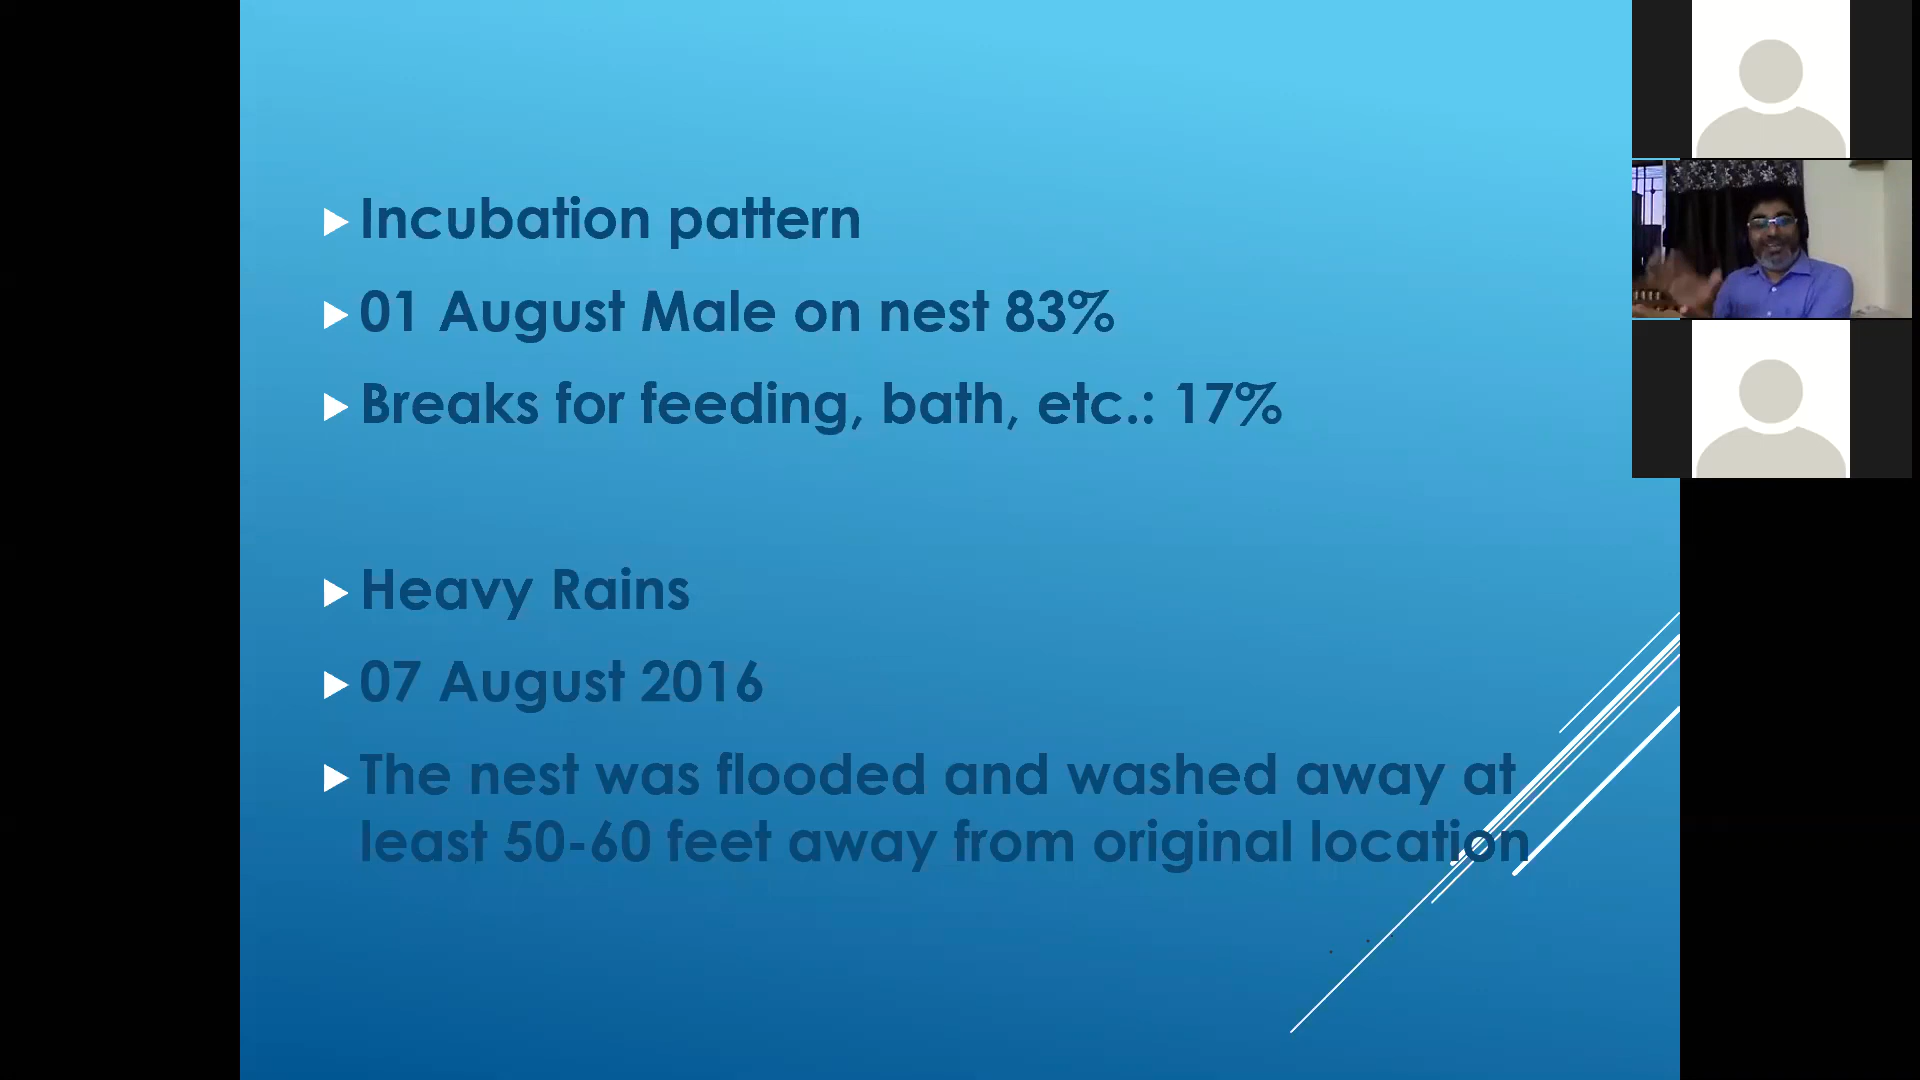 Incubation pattern
01 August Male on nest 83%
Breaks for feeding, bath, etc.: 17%
Heavy Rains
07 August 2016
The nest was flooded and washed away at
least 50-60 feet away from original location